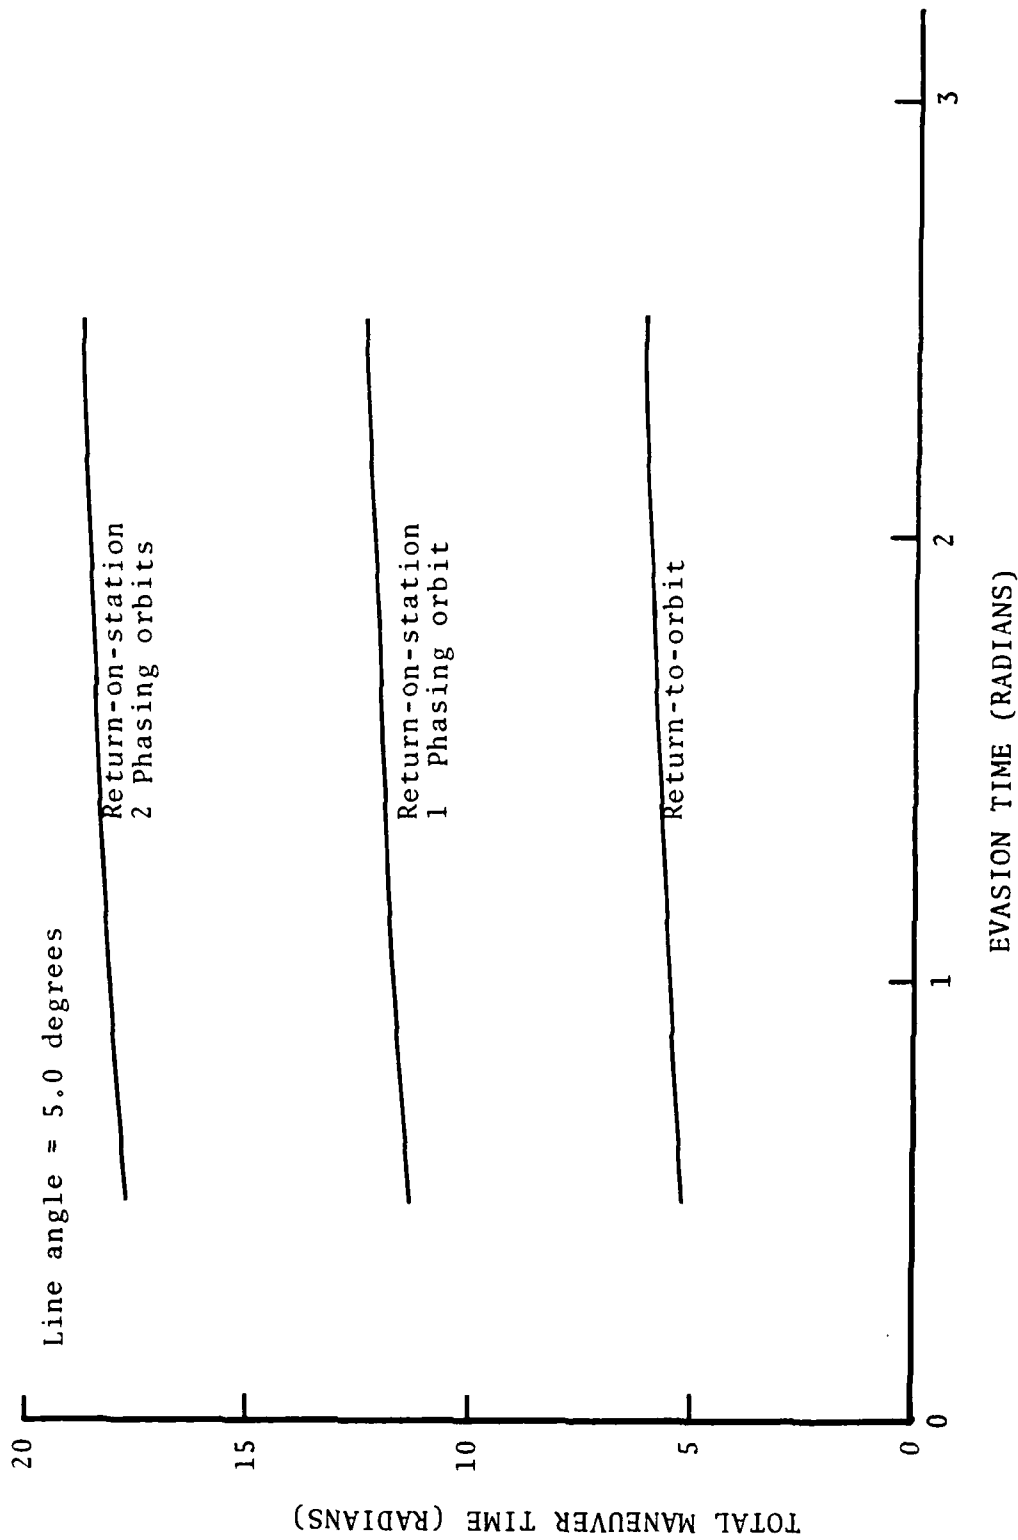 Line angle = 5.0 degrees
20
15
10
5
0
TOTAL MANEUVER TIME (RADIANS)
Return-on-station
2 Phasing orbits
Return-on-station
1 Phasing orbit
Return-to-orbit
0
1
2
3
EVASION TIME (RADIANS)